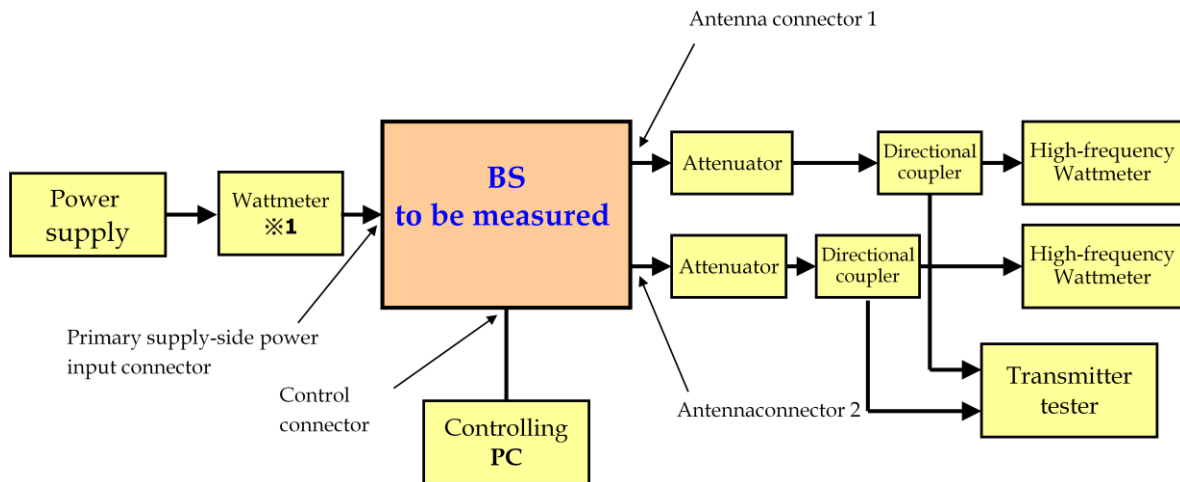 Antenna connector 1
Power
supply
Wattmeter
※1
BS
to be measured
Attenuator
Directional
coupler
High-frequency
Wattmeter
Attenuator
Directional
coupler
High-frequency
Wattmeter
Primary supply-side power
input connector
Control
connector
Controlling
PC
Antennaconnector 2
Transmitter
tester